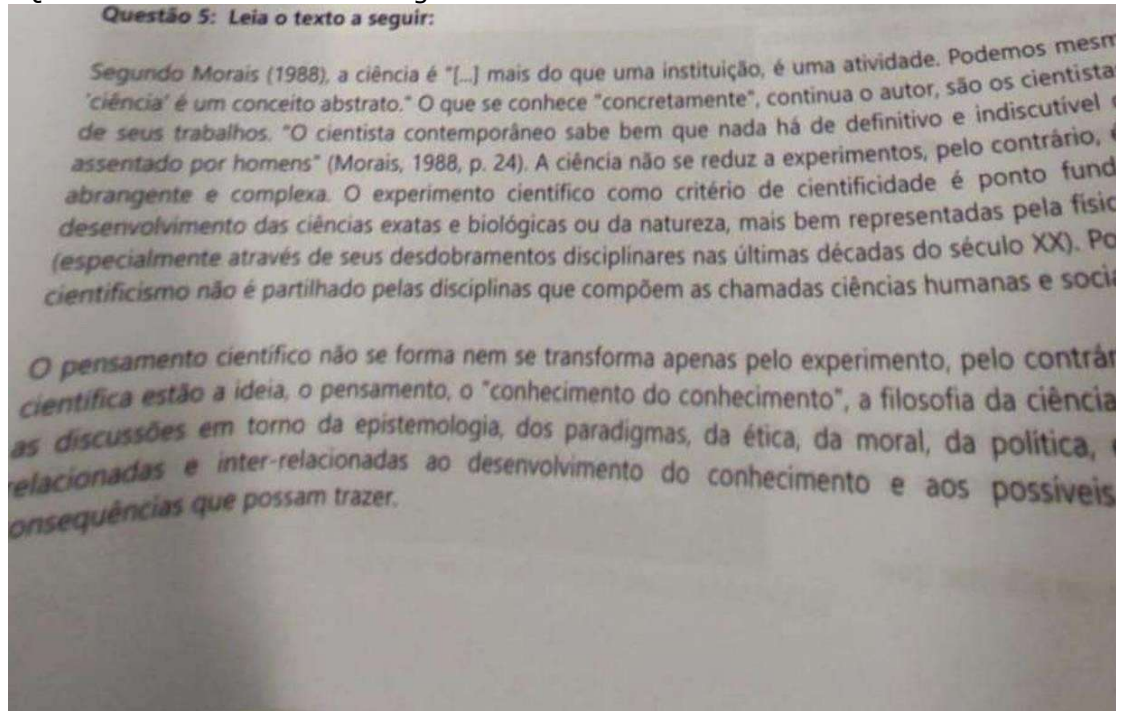 Questão 5: Leia o texto a seguir:
Segundo Morais (1988), a ciência é "[...] mais do que uma instituição, é uma atividade. Podemos mesm
'ciência' é um conceito abstrato." O que se conhece "concretamente", continua o autor, são os cientista
de seus trabalhos. "O cientista contemporâneo sabe bem que nada há de definitivo e indiscutível
assentado por homens" (Morais, 1988, p. 24). A ciência não se reduz a experimentos, pelo contrário, é
abrangente e complexa. O experimento científico como critério de cientificidade é ponto fund
desenvolvimento das ciências exatas e biológicas ou da natureza, mais bem representadas pela físic
(especialmente através de seus desdobramentos disciplinares nas últimas décadas do século XX). Po
cientificismo não é partilhado pelas disciplinas que compõem as chamadas ciências humanas e socia
O pensamento científico não se forma nem se transforma apenas pelo experimento, pelo contrár
científica estão a ideia, o pensamento, o "conhecimento do conhecimento", a filosofia da ciência
as discussões em torno da epistemologia, dos paradigmas, da ética, da moral, da política,
relacionadas e inter-relacionadas ao desenvolvimento do conhecimento e aos possíveis
onsequências que possam trazer.